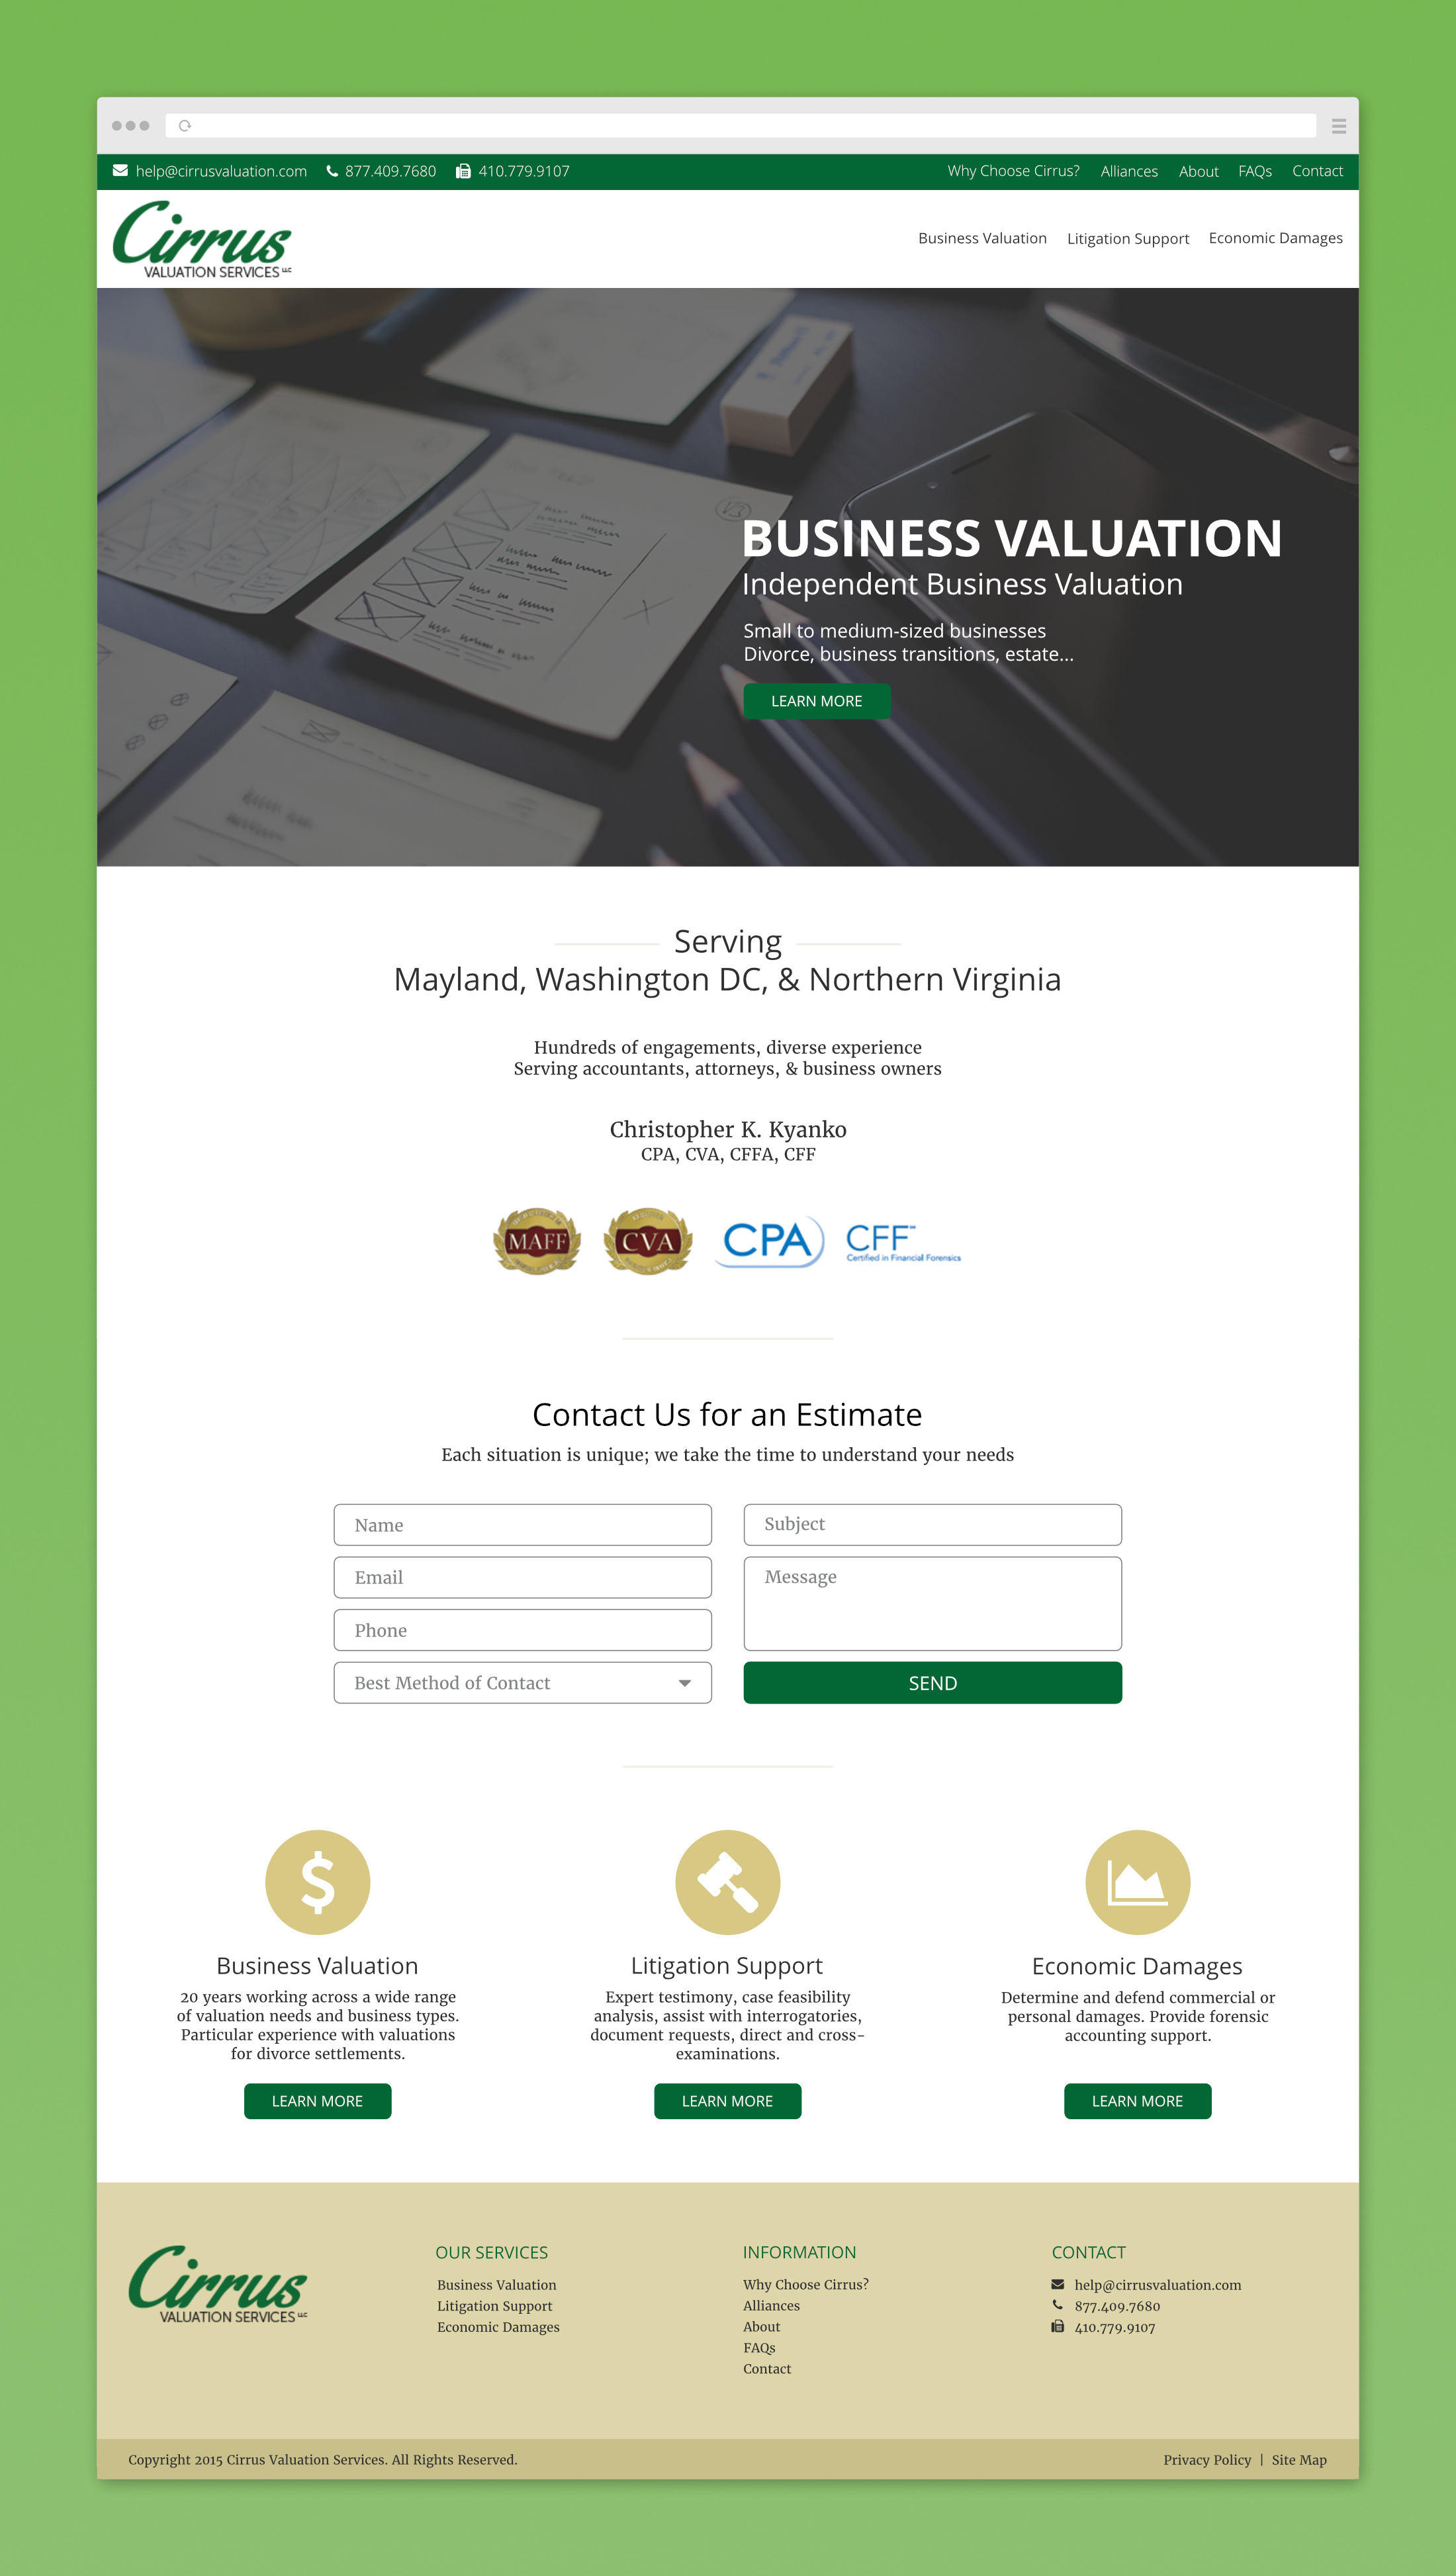 help@cirrusvaluation.com 877.409.7680 410.779.9107 Why Choose Cirrus? Alliances About FAQs Contact
Cirrus
VALUATION SERVICES LLC
Business Valuation Litigation Support Economic Damages
BUSINESS VALUATION
Independent Business Valuation
Small to medium-sized businesses
Divorce, business transitions, estate...
LEARN MORE
Serving
Mayland, Washington DC, & Northern Virginia
Hundreds of engagements, diverse experience
Serving accountants, attorneys, & business owners
Christopher K. Kyanko
CPA, CVA, CFFA, CFF
MAFF CVA CPA CFF™
Certified in Financial Forensics
Contact Us for an Estimate
Each situation is unique; we take the time to understand your needs
Name
Email
Phone
Best Method of Contact
Subject
Message
SEND
Business Valuation
20 years working across a wide range
of valuation needs and business types.
Particular experience with valuations
for divorce settlements.
LEARN MORE
Litigation Support
Expert testimony, case feasibility
analysis, assist with interrogatories,
document requests, direct and cross-
examinations.
LEARN MORE
Economic Damages
Determine and defend commercial or
personal damages. Provide forensic
accounting support.
LEARN MORE
Cirrus
VALUATION SERVICES LLC
OUR SERVICES
Business Valuation
Litigation Support
Economic Damages
INFORMATION
Why Choose Cirrus?
Alliances
About
FAQs
Contact
CONTACT
help@cirrusvaluation.com
877.409.7680
410.779.9107
Copyright 2015 Cirrus Valuation Services. All Rights Reserved.
Privacy Policy | Site Map